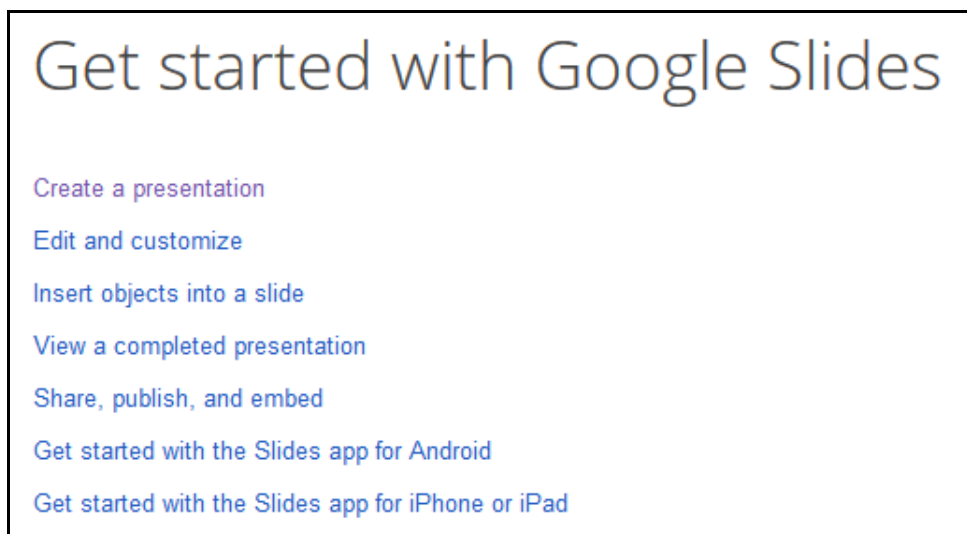 Get started with Google Slides
Create a presentation
Edit and customize
Insert objects into a slide
View a completed presentation
Share, publish, and embed
Get started with the Slides app for Android
Get started with the Slides app for iPhone or iPad